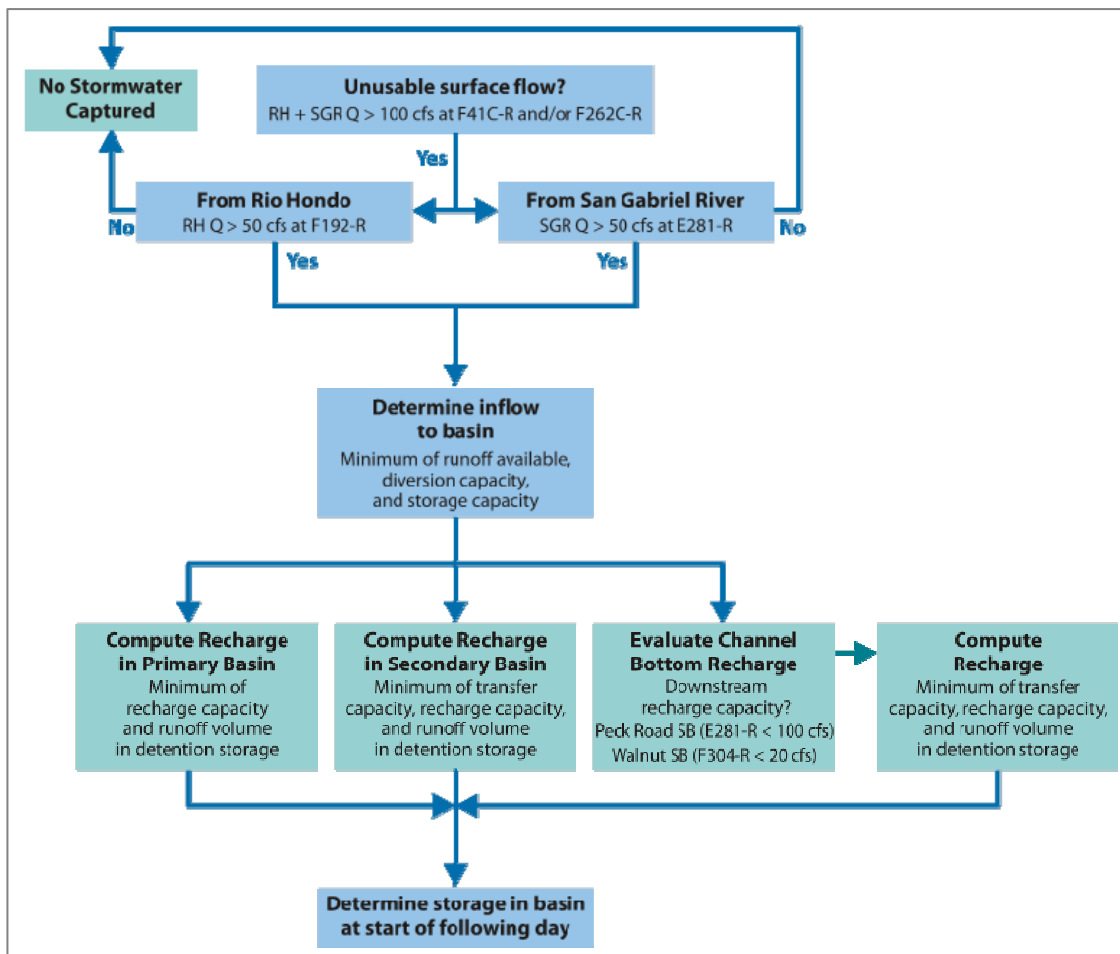 No Stormwater
Captured
Unusable surface flow?
RH + SGR Q > 100 cfs at F41C-R and/or F262C-R
Yes
From Rio Hondo
RH Q > 50 cfs at F192-R
From San Gabriel River
SGR Q > 50 cfs at E281-R
No
No
Yes
Yes
Determine inflow
to basin
Minimum of runoff available,
diversion capacity,
and storage capacity
Compute Recharge
in Primary Basin
Minimum of
recharge capacity
and runoff volume
in detention storage
Compute Recharge
in Secondary Basin
Minimum of transfer
capacity, recharge capacity,
and runoff volume
in detention storage
Evaluate Channel
Bottom Recharge
Downstream
recharge capacity?
Peck Road SB (E281-R < 100 cfs)
Walnut SB (F304-R < 20 cfs)
Compute
Recharge
Minimum of transfer
capacity, recharge capacity,
and runoff volume
in detention storage
Determine storage in basin
at start of following day